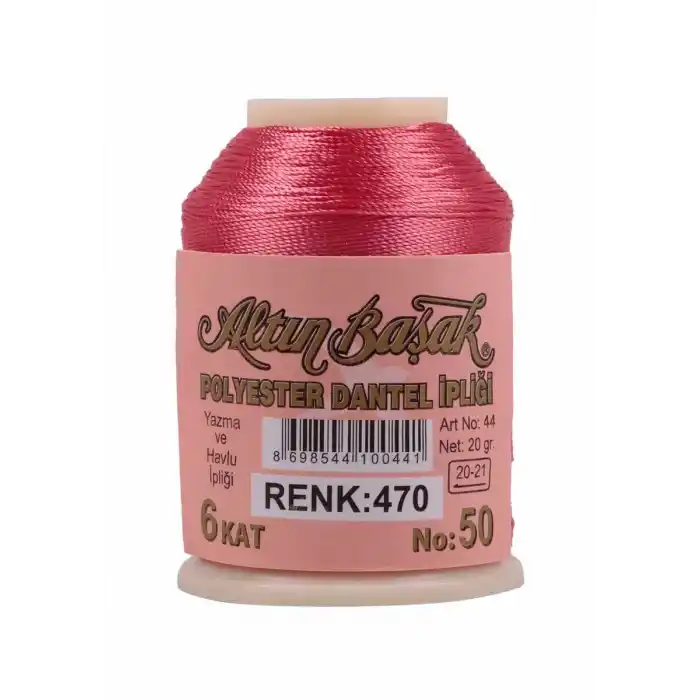 Altın Başak®
POLYESTER DANTEL İPLİĞİ
Yazma
ve
Havlu
İpliği
8 698544 100441
Art No: 44
Net: 20 gr.
20-21
RENK:470
6 KAT
No: 50